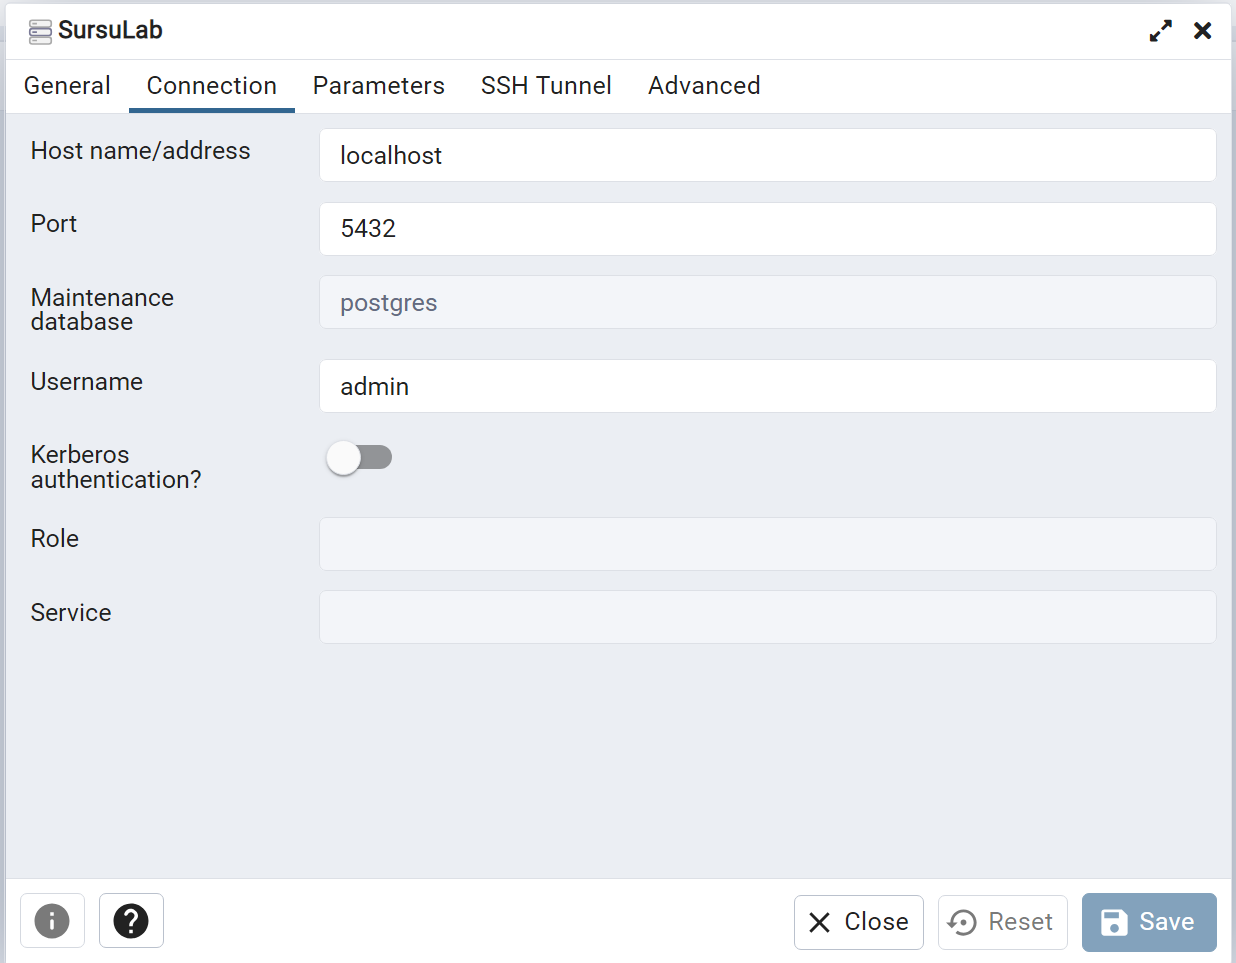 SursuLab
General Connection Parameters SSH Tunnel Advanced
Host name/address
localhost
Port
5432
Maintenance
database
postgres
Username
admin
Kerberos
authentication?
Role
Service
Close Reset Save